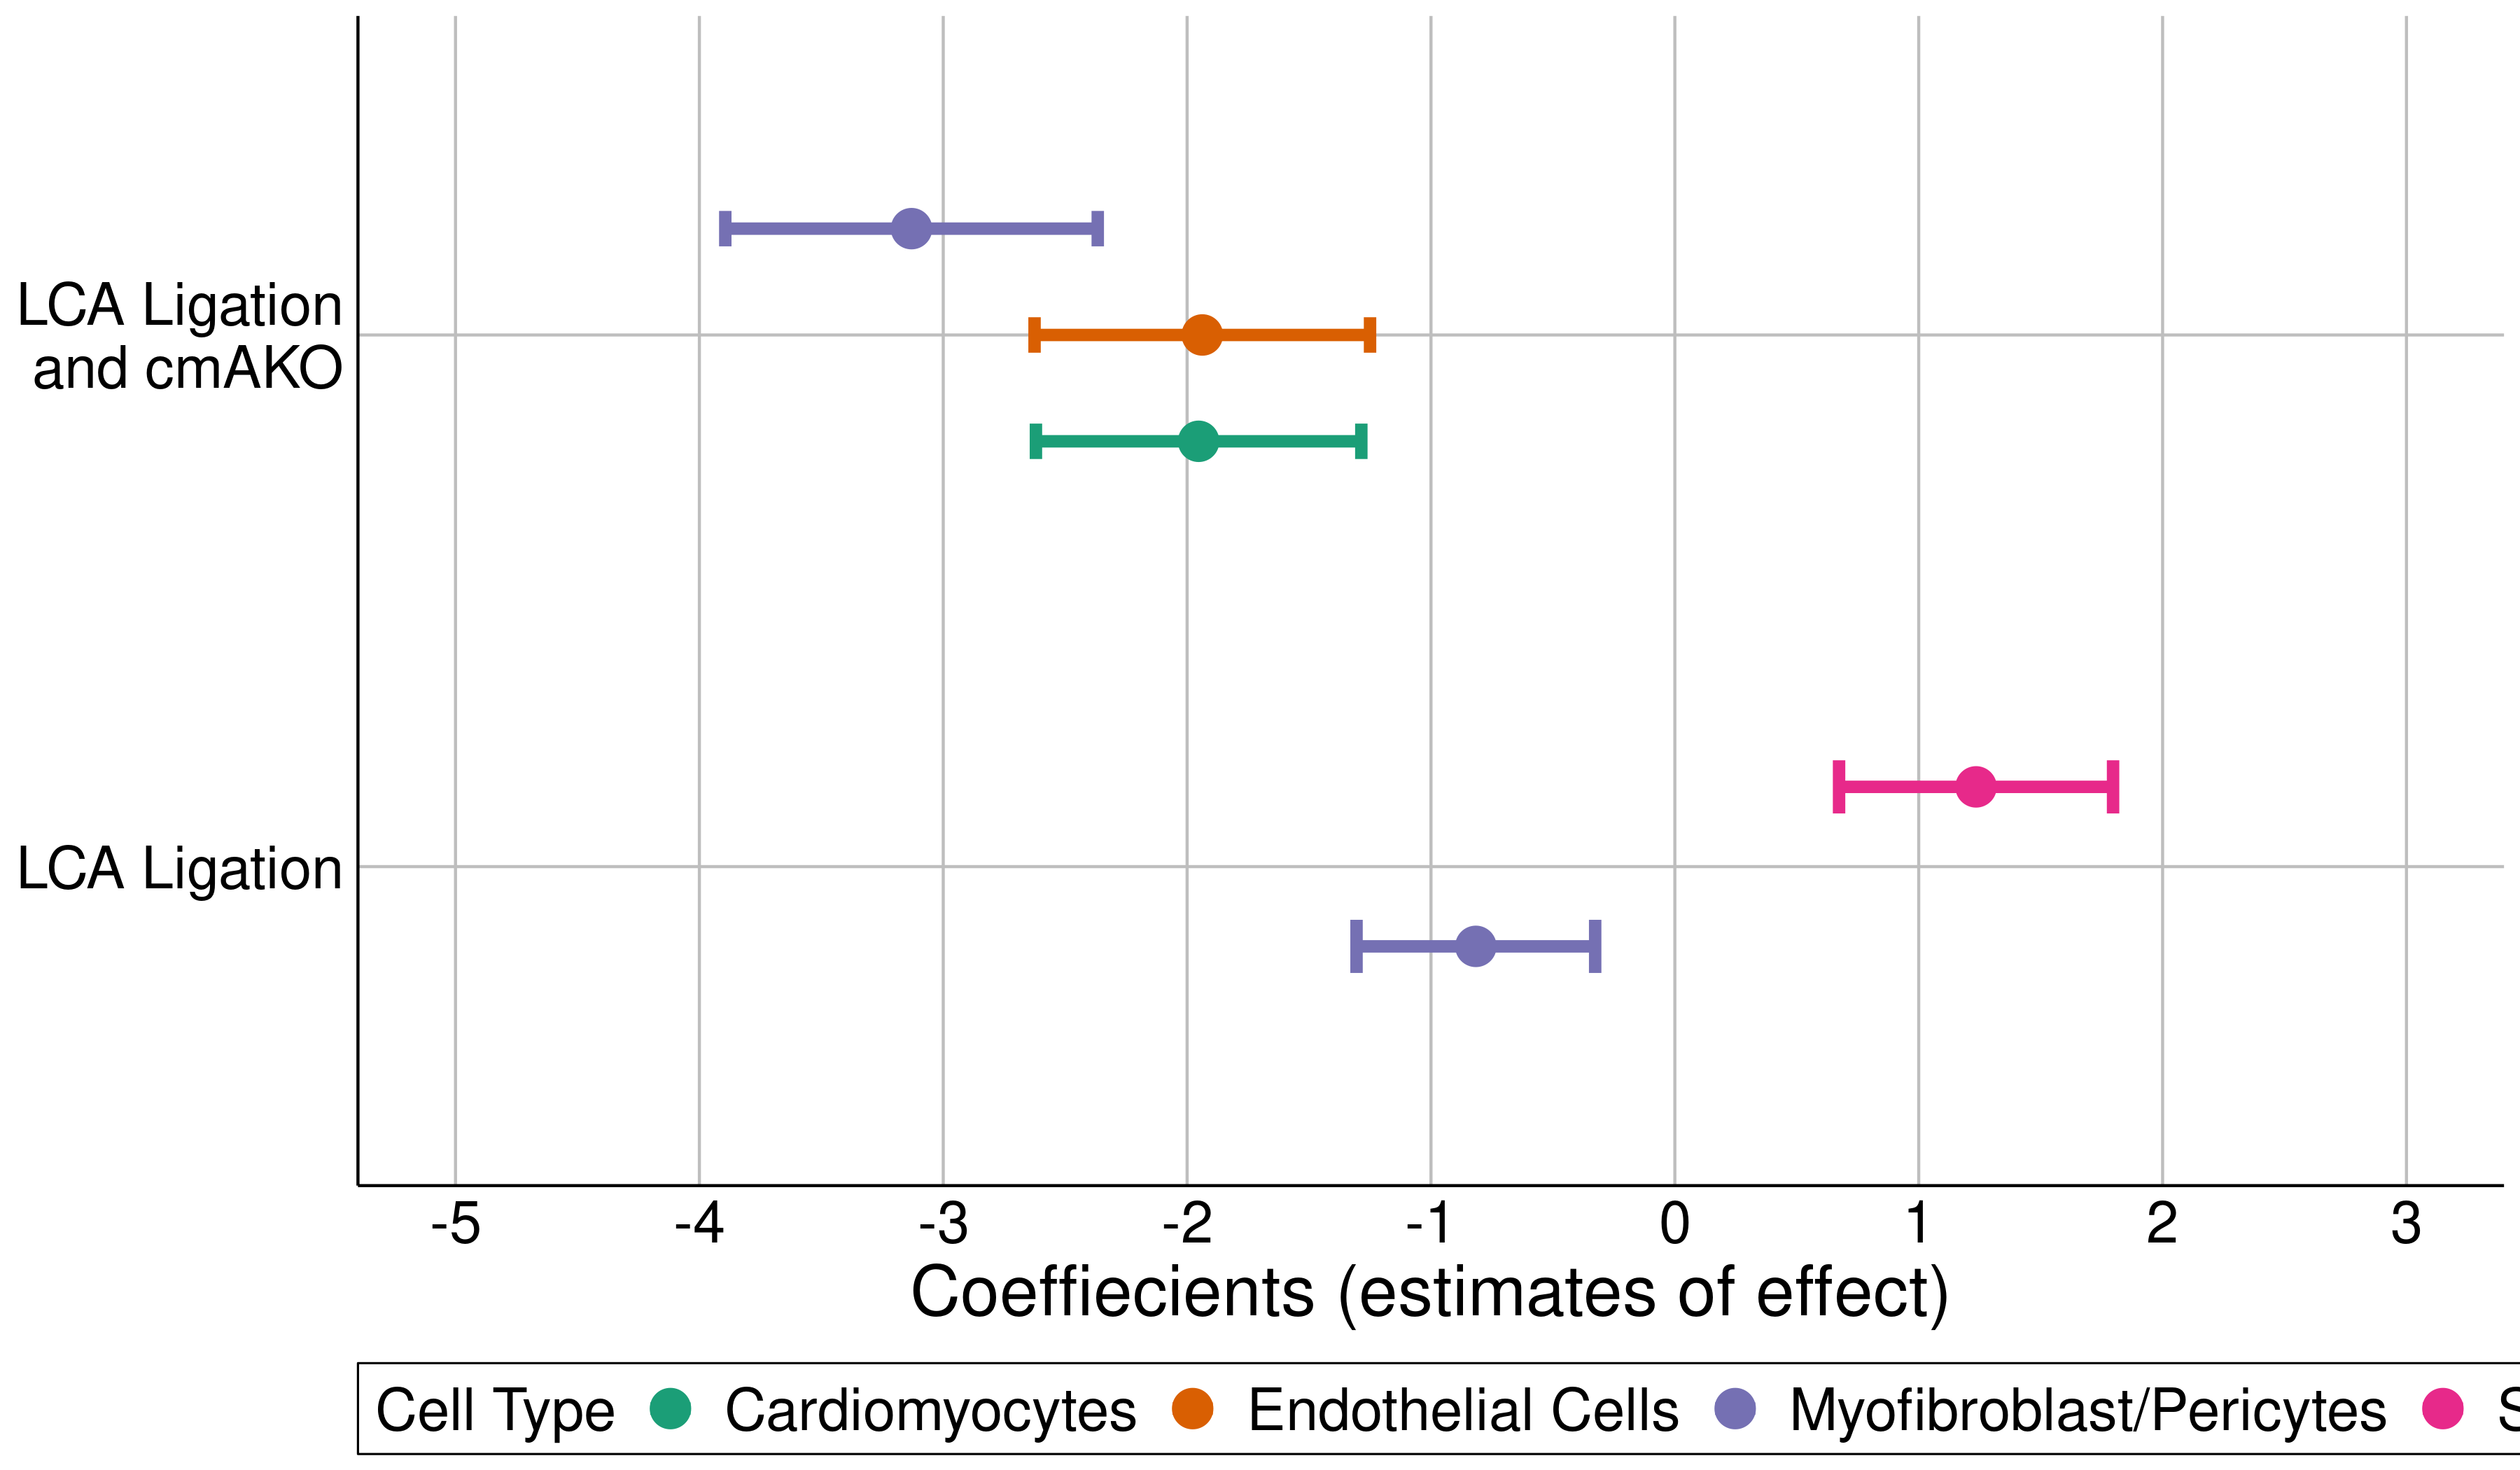 LCA Ligation
and cmAKO
LCA Ligation
-5 -4 -3 -2 -1 0 1 2 3
Coeffiecients (estimates of effect)
Cell Type Cardiomyocytes Endothelial Cells Myofibroblast/Pericytes